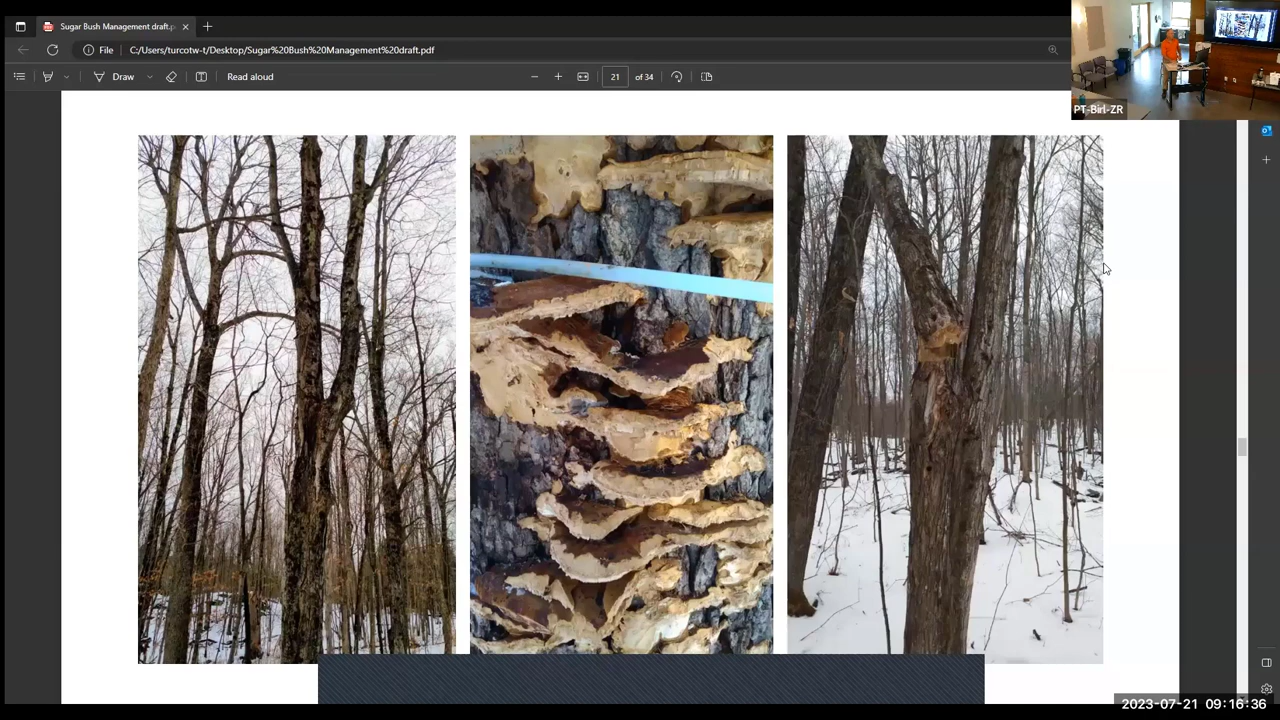 Sugar Bush Management draft.p
File
C:/Users/turcotw-t/Desktop/Sugar%20Bush%20Management%20draft.pdf
Draw
Read aloud
21
of 34
PT-Birl-ZR
2023-07-21 09:16:36